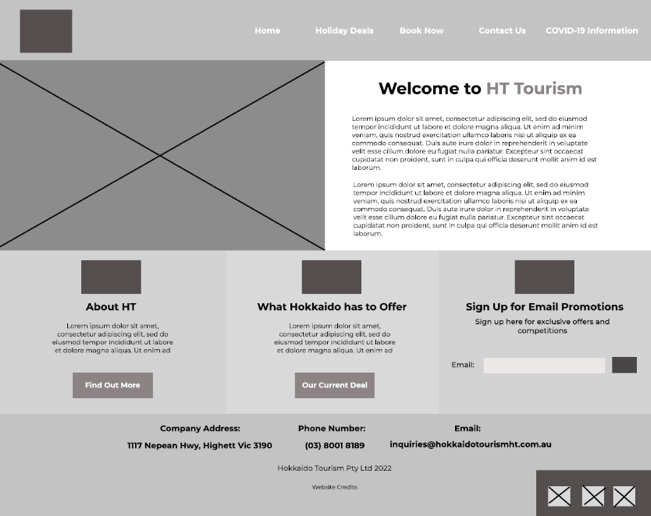 Home Holiday Deals Book Now Contact Us COVID-19 Information
Welcome to HT Tourism
Lorem ipsum dolor sit amet, consectetur adipiscing elit, sed do eiusmod
tempor incididunt ut labore et dolore magna aliqua. Ut enim ad minim
veniam, quis nostrud exercitation ullamco laboris nisi ut aliquip ex ea
commodo consequat. Duis aute irure dolor in reprehenderit in voluptate
velit esse cillum dolore eu fugiat nulla pariatur. Excepteur sint occaecat
cupidatat non proident, sunt in culpa qui officia deserunt mollit anim id est
laborum.
Lorem ipsum dolor sit amet, consectetur adipiscing elit, sed do eiusmod
tempor incididunt ut labore et dolore magna aliqua. Ut enim ad minim
veniam, quis nostrud exercitation ullamco laboris nisi ut aliquip ex ea
commodo consequat. Duis aute irure dolor in reprehenderit in voluptate
velit esse cillum dolore eu fugiat nulla pariatur. Excepteur sint occaecat
cupidatat non proident, sunt in culpa qui officia deserunt mollit anim id est
laborum.
About HT
Lorem ipsum dolor sit amet,
consectetur adipiscing elit, sed do
eiusmod tempor incididunt ut labore
et dolore magna aliqua. Ut enim ad
Find Out More
What Hokkaido has to Offer
Lorem ipsum dolor sit amet,
consectetur adipiscing elit, sed do
eiusmod tempor incididunt ut labore
et dolore magna aliqua. Ut enim ad
Our Current Deal
Sign Up for Email Promotions
Sign up here for exclusive offers and
competitions
Email:
Company Address: Phone Number: Email:
1117 Nepean Hwy, Highett Vic 3190 (03) 8001 8189 inquiries@hokkaidotourismht.com.au
Hokkaido Tourism Pty Ltd 2022
Website Credits